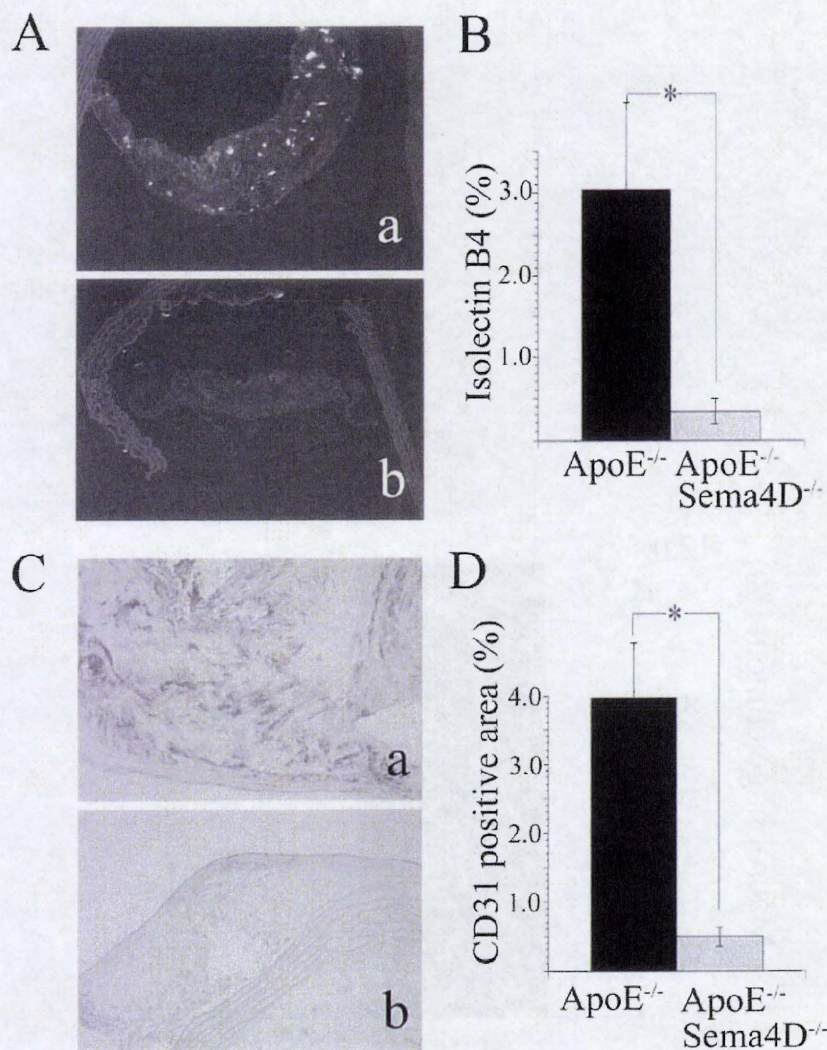 A
a
b
B
Isolectin B4 (%)
3.0
2.0
1.0
*
ApoE-/-
ApoE-/-
Sema4D-/-
C
a
b
D
CD31 positive area (%)
4.0
3.0
2.0
1.0
*
ApoE-/-
ApoE-/-
Sema4D-/-